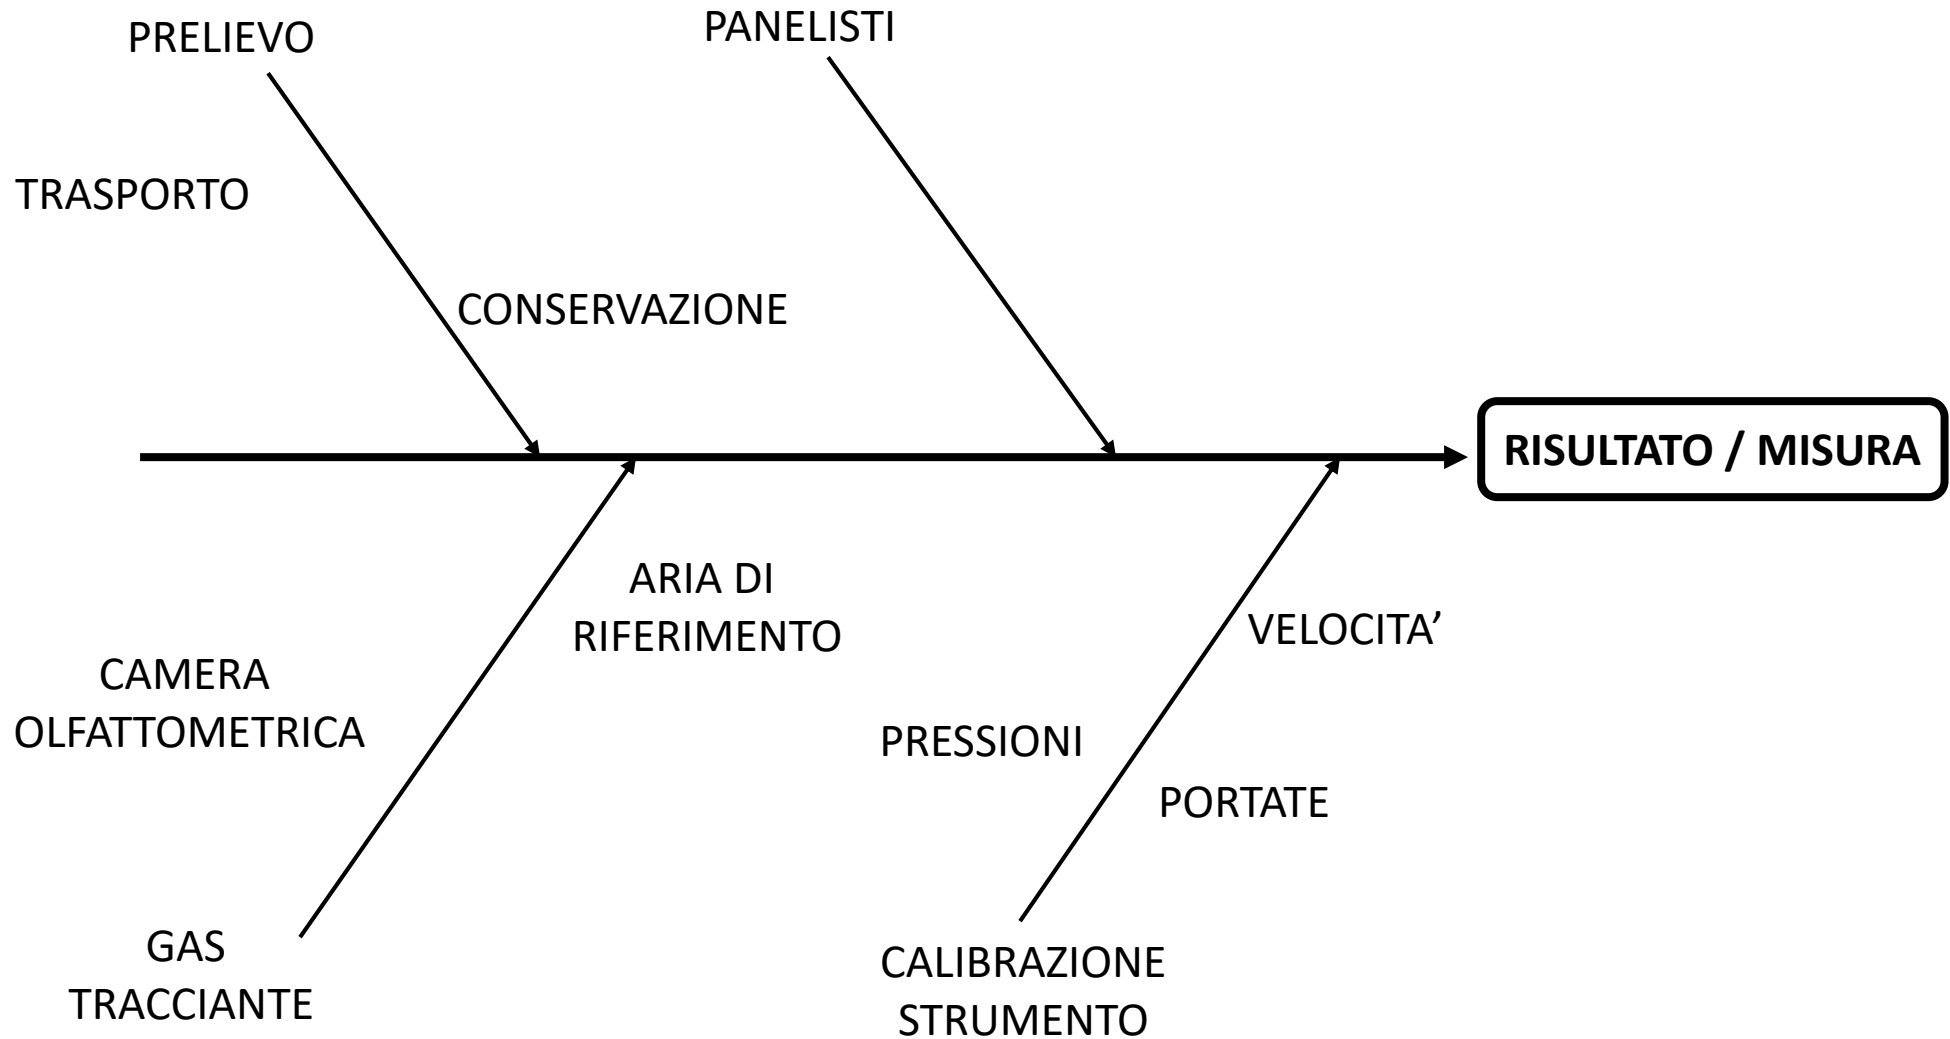 PRELIEVO
PANELISTI
TRASPORTO
CONSERVAZIONE
RISULTATO / MISURA
ARIA DI
RIFERIMENTO
VELOCITA’
CAMERA
OLFATTOMETRICA
PRESSIONI
PORTATE
GAS
TRACCIANTE
CALIBRAZIONE
STRUMENTO